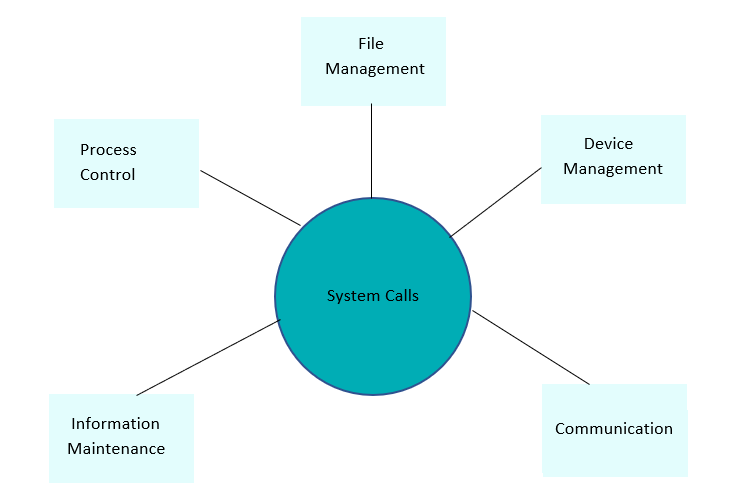 File
Management
Process
Control
Device
Management
System Calls
Information
Maintenance
Communication